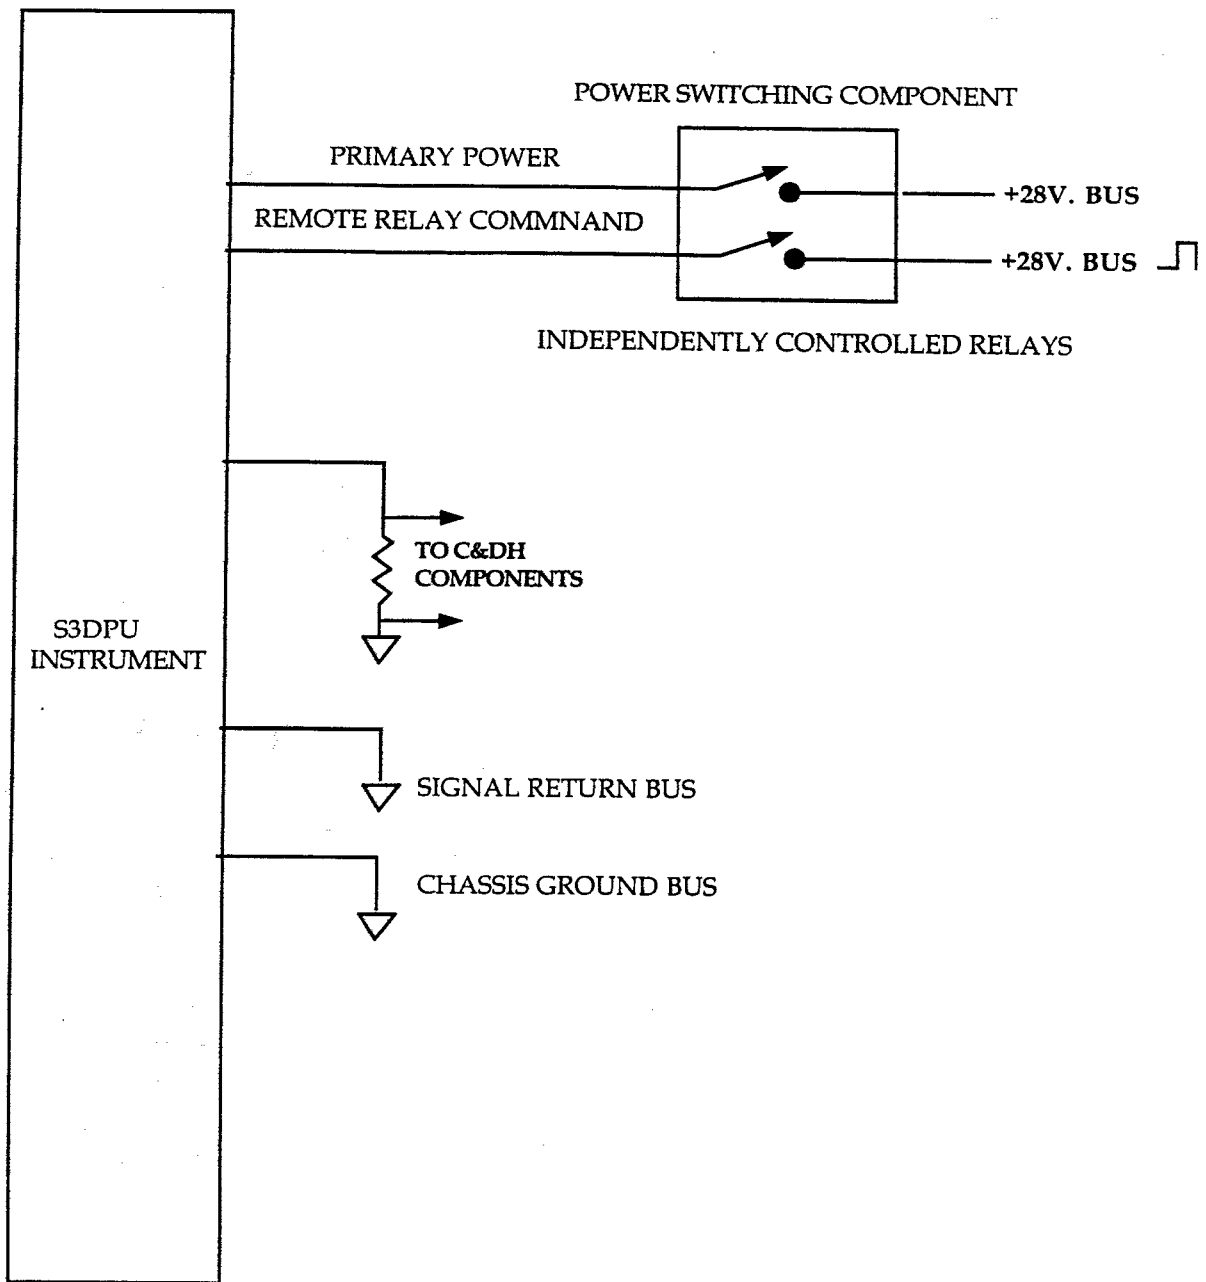 POWER SWITCHING COMPONENT
PRIMARY POWER
+28V. BUS
REMOTE RELAY COMMNAND
+28V. BUS
INDEPENDENTLY CONTROLLED RELAYS
TO C&DH
COMPONENTS
S3DPU
INSTRUMENT
SIGNAL RETURN BUS
CHASSIS GROUND BUS